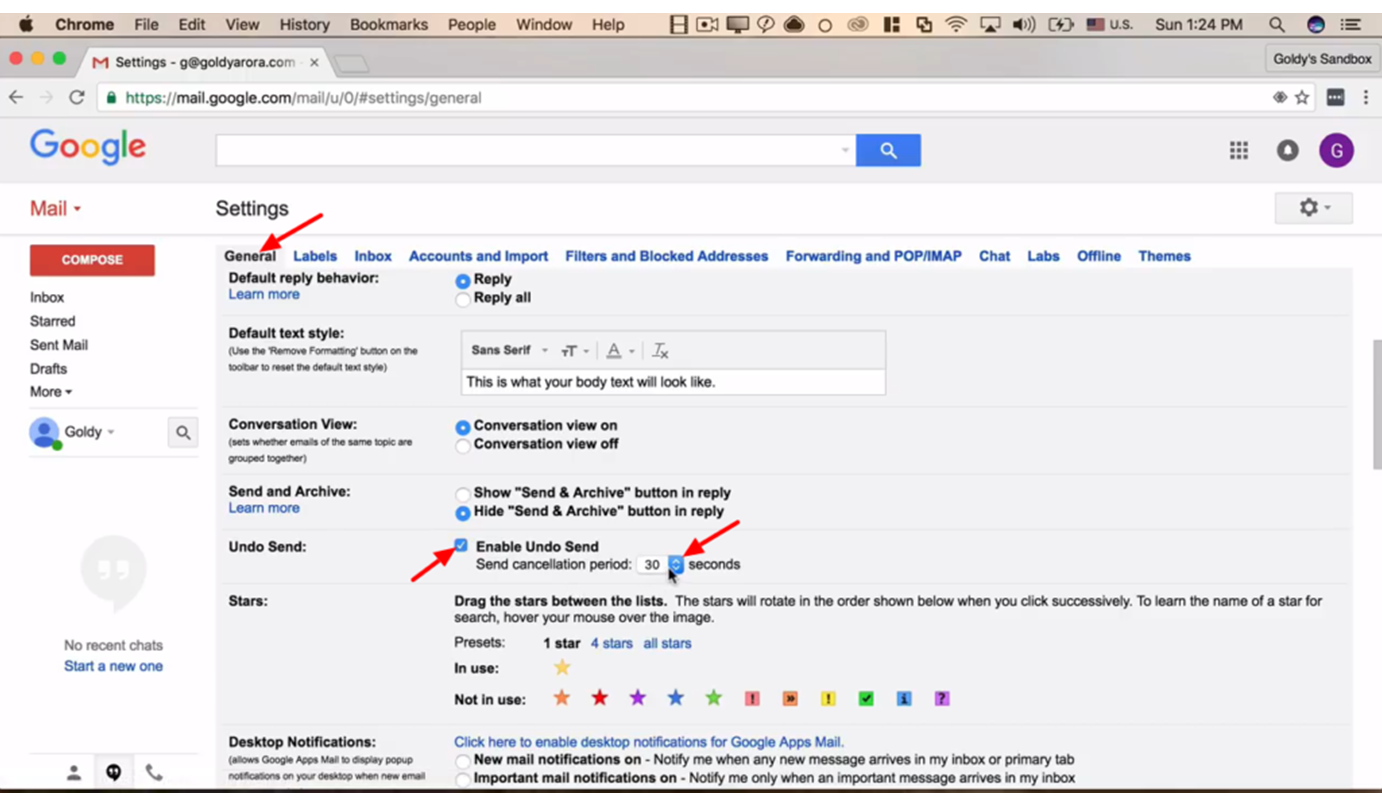 Chrome File Edit View History Bookmarks People Window Help U.S. Sun 1:24 PM
Settings - g@goldyarora.com Goldy's Sandbox
https://mail.google.com/mail/u/0/#settings/general
Google G
Mail Settings
COMPOSE General Labels Inbox Accounts and Import Filters and Blocked Addresses Forwarding and POP/IMAP Chat Labs Offline Themes
Inbox
Starred
Sent Mail
Drafts
More
Goldy
No recent chats
Start a new one
Default reply behavior: Reply
Learn more Reply all
Default text style:
(Use the 'Remove Formatting' button on the
toolbar to reset the default text style)
Sans Serif TT A Tx
This is what your body text will look like.
Conversation View: Conversation view on
(sets whether emails of the same topic are
grouped together)
Conversation view off
Send and Archive: Show "Send & Archive" button in reply
Learn more Hide "Send & Archive" button in reply
Undo Send: Enable Undo Send
Send cancellation period: 30 seconds
Stars: Drag the stars between the lists. The stars will rotate in the order shown below when you click successively. To learn the name of a star for
search, hover your mouse over the image.
Presets: 1 star 4 stars all stars
In use:
Not in use: ! » ! i ?
Desktop Notifications: Click here to enable desktop notifications for Google Apps Mail.
(allows Google Apps Mail to display popup
notifications on your desktop when new email
New mail notifications on - Notify me when any new message arrives in my inbox or primary tab
Important mail notifications on - Notify me only when an important message arrives in my inbox